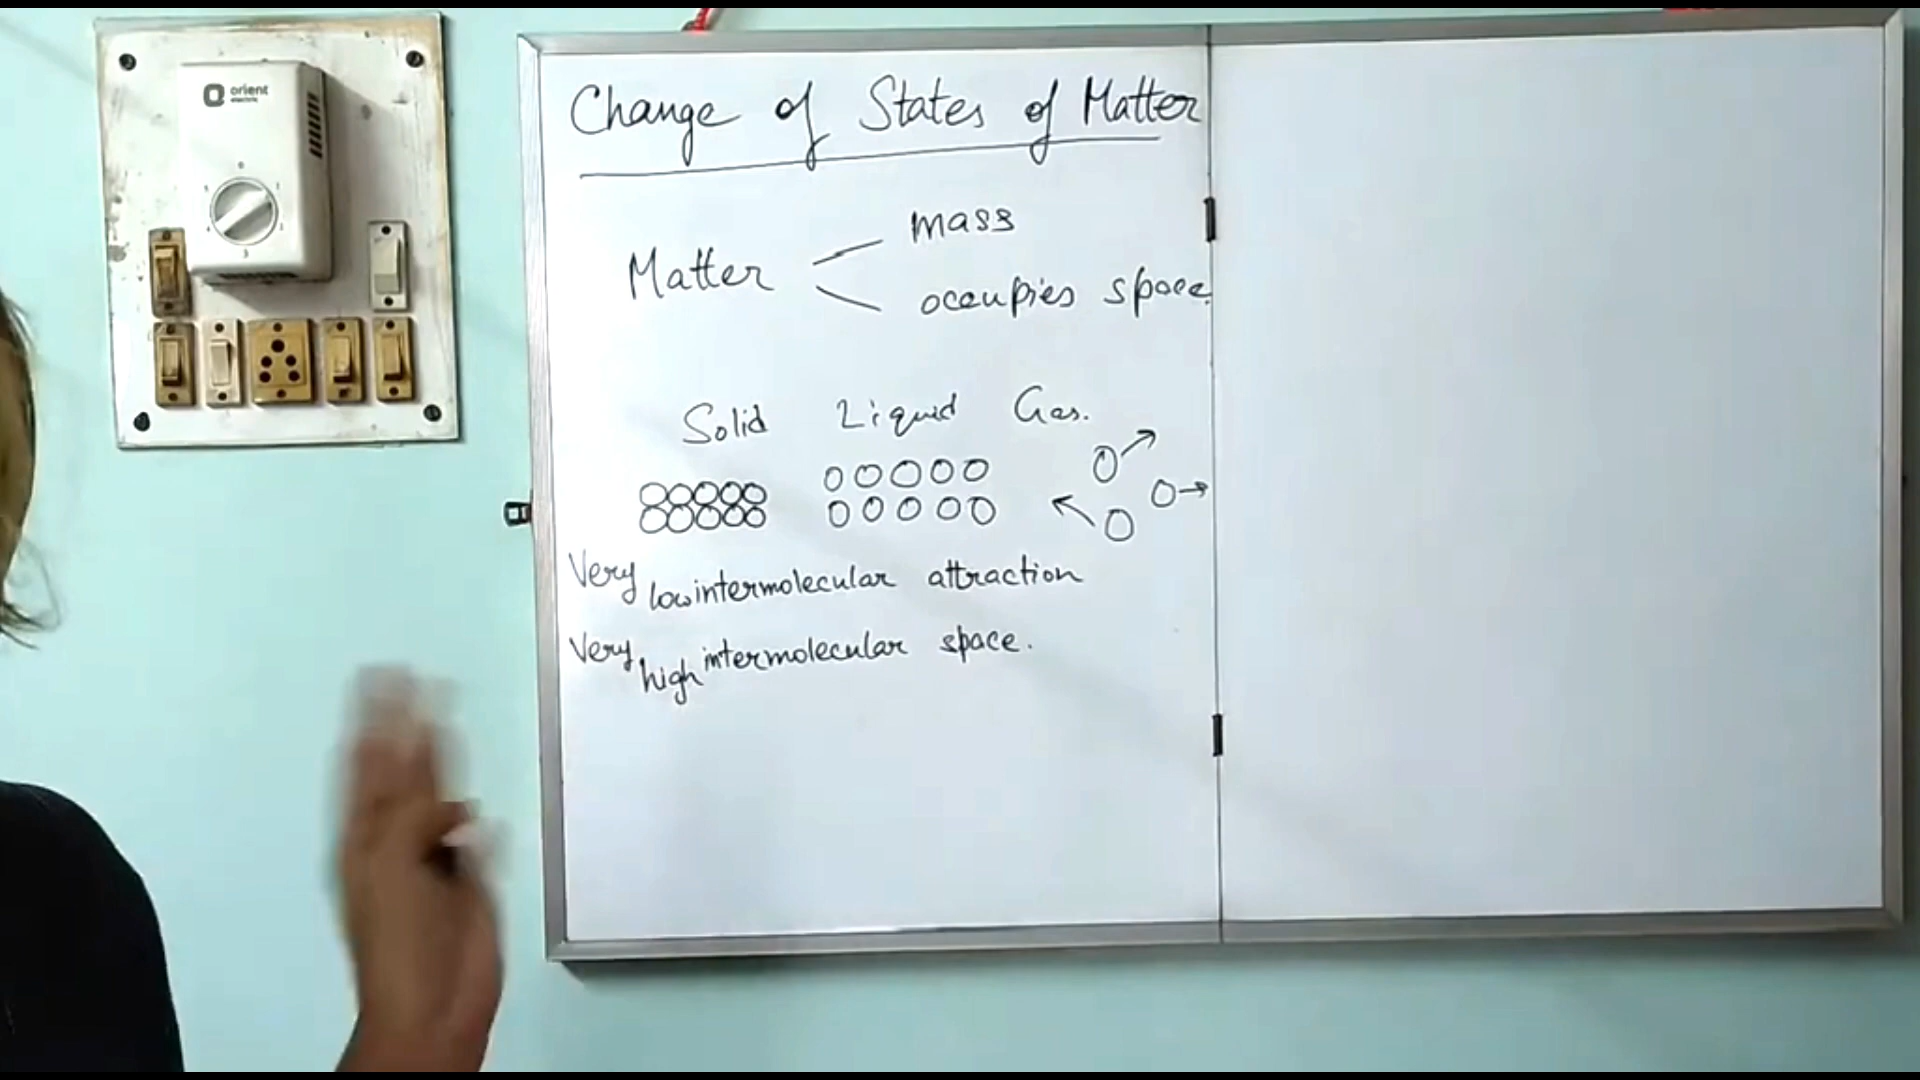 orient
electric
Change of States of Matter
Matter
mass
occupies space.
Solid Liquid Gas.
Very low intermolecular attraction
Very high intermolecular space.